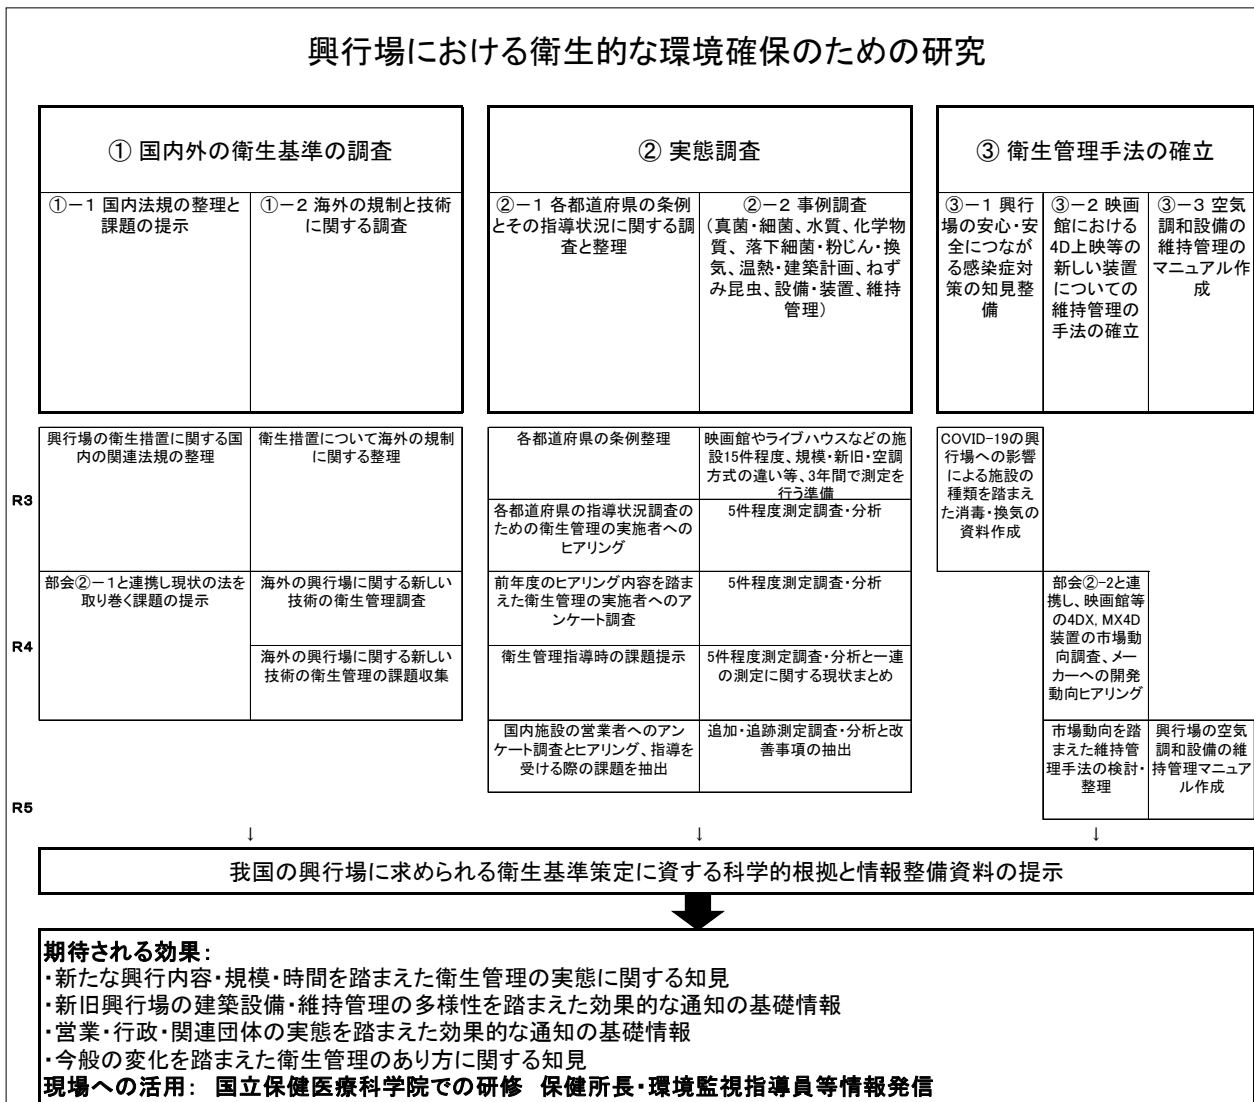 興行場における衛生的な環境確保のための研究
① 国内外の衛生基準の調査
①－1 国内法規の整理と
課題の提示
①－2 海外の規制と技術
に関する調査
② 実態調査
②－1 各都道府県の条例
とその指導状況に関する調
査と整理
②－2 事例調査
(真菌・細菌、水質、化学物
質、落下細菌・粉じん・換
気、温熱・建築計画、ねず
み昆虫、設備・装置、維持
管理)
③ 衛生管理手法の確立
③－1 興行
場の安心・安
全につなが
る感染症対
策の知見整
備
③－2 映画
館における
4D上映等の
新しい装置
についての
維持管理の
手法の確立
③－3 空気
調和設備の
維持管理の
マニュアル作
成
R3
興行場の衛生措置に関する国
内の関連法規の整理
衛生措置について海外の規制
に関する整理
各都道府県の条例整理
映画館やライブハウスなどの施
設15件程度、規模・新旧・空調
方式の違い等、3年間で測定を
行う準備
各都道府県の指導状況調査の
ための衛生管理の実施者への
ヒアリング
5件程度測定調査・分析
COVID-19の興
行場への影響
による施設の
種類を踏まえ
た消毒・換気の
資料作成
R4
部会②－1と連携し現状の法を
取り巻く課題の提示
海外の興行場に関する新しい
技術の衛生管理調査
海外の興行場に関する新しい
技術の衛生管理の課題収集
前年度のヒアリング内容を踏ま
えた衛生管理の実施者へのア
ンケート調査
5件程度測定調査・分析
衛生管理指導時の課題提示
5件程度測定調査・分析と一連
の測定に関する現状まとめ
部会②-2と連
携し、映画館等
の4DX, MX4D
装置の市場動
向調査、メー
カーへの開発
動向ヒアリング
R5
国内施設の営業者へのアン
ケート調査とヒアリング、指導を
受ける際の課題を抽出
追加・追跡測定調査・分析と改
善事項の抽出
市場動向を踏
まえた維持管
理手法の検討・
整理
興行場の空気
調和設備の維
持管理マニュア
ル作成
↓ ↓ ↓
我国の興行場に求められる衛生基準策定に資する科学的根拠と情報整備資料の提示
期待される効果：
・新たな興行内容・規模・時間を踏まえた衛生管理の実態に関する知見
・新旧興行場の建築設備・維持管理の多様性を踏まえた効果的な通知の基礎情報
・営業・行政・関連団体の実態を踏まえた効果的な通知の基礎情報
・今般の変化を踏まえた衛生管理のあり方に関する知見
現場への活用： 国立保健医療科学院での研修 保健所長・環境監視指導員等情報発信